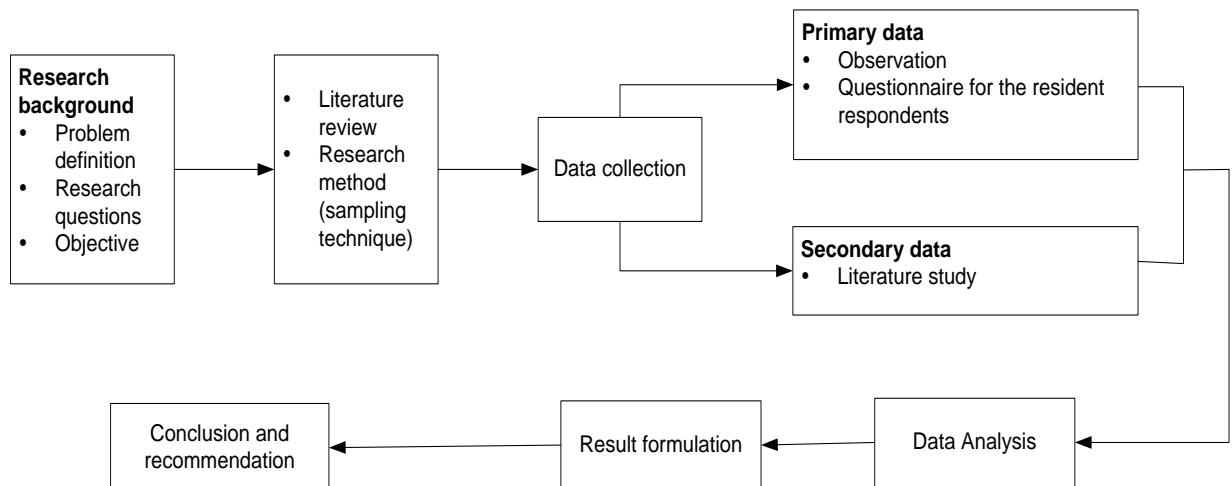 Research
background
• Problem
definition
• Research
questions
• Objective
• Literature
review
• Research
method
(sampling
technique)
Data collection
Primary data
• Observation
• Questionnaire for the resident
respondents
Secondary data
• Literature study
Data Analysis
Result formulation
Conclusion and
recommendation